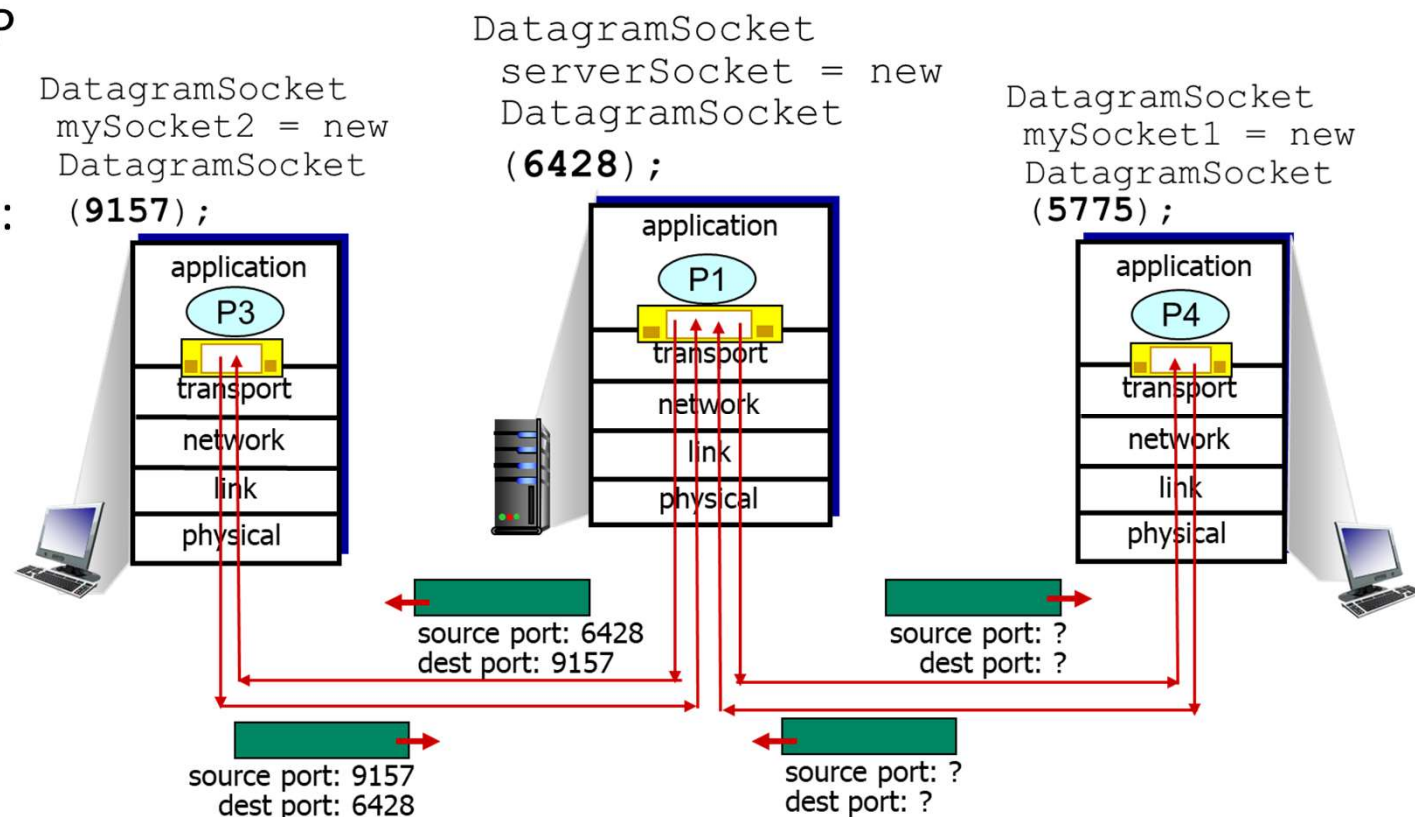 P
:
DatagramSocket
mySocket2 = new
DatagramSocket
(9157);
DatagramSocket
serverSocket = new
DatagramSocket
(6428);
DatagramSocket
mySocket1 = new
DatagramSocket
(5775);
application
P3
transport
network
link
physical
application
P1
transport
network
link
physical
application
P4
transport
network
link
physical
source port: 6428
dest port: 9157
source port: ?
dest port: ?
source port: 9157
dest port: 6428
source port: ?
dest port: ?